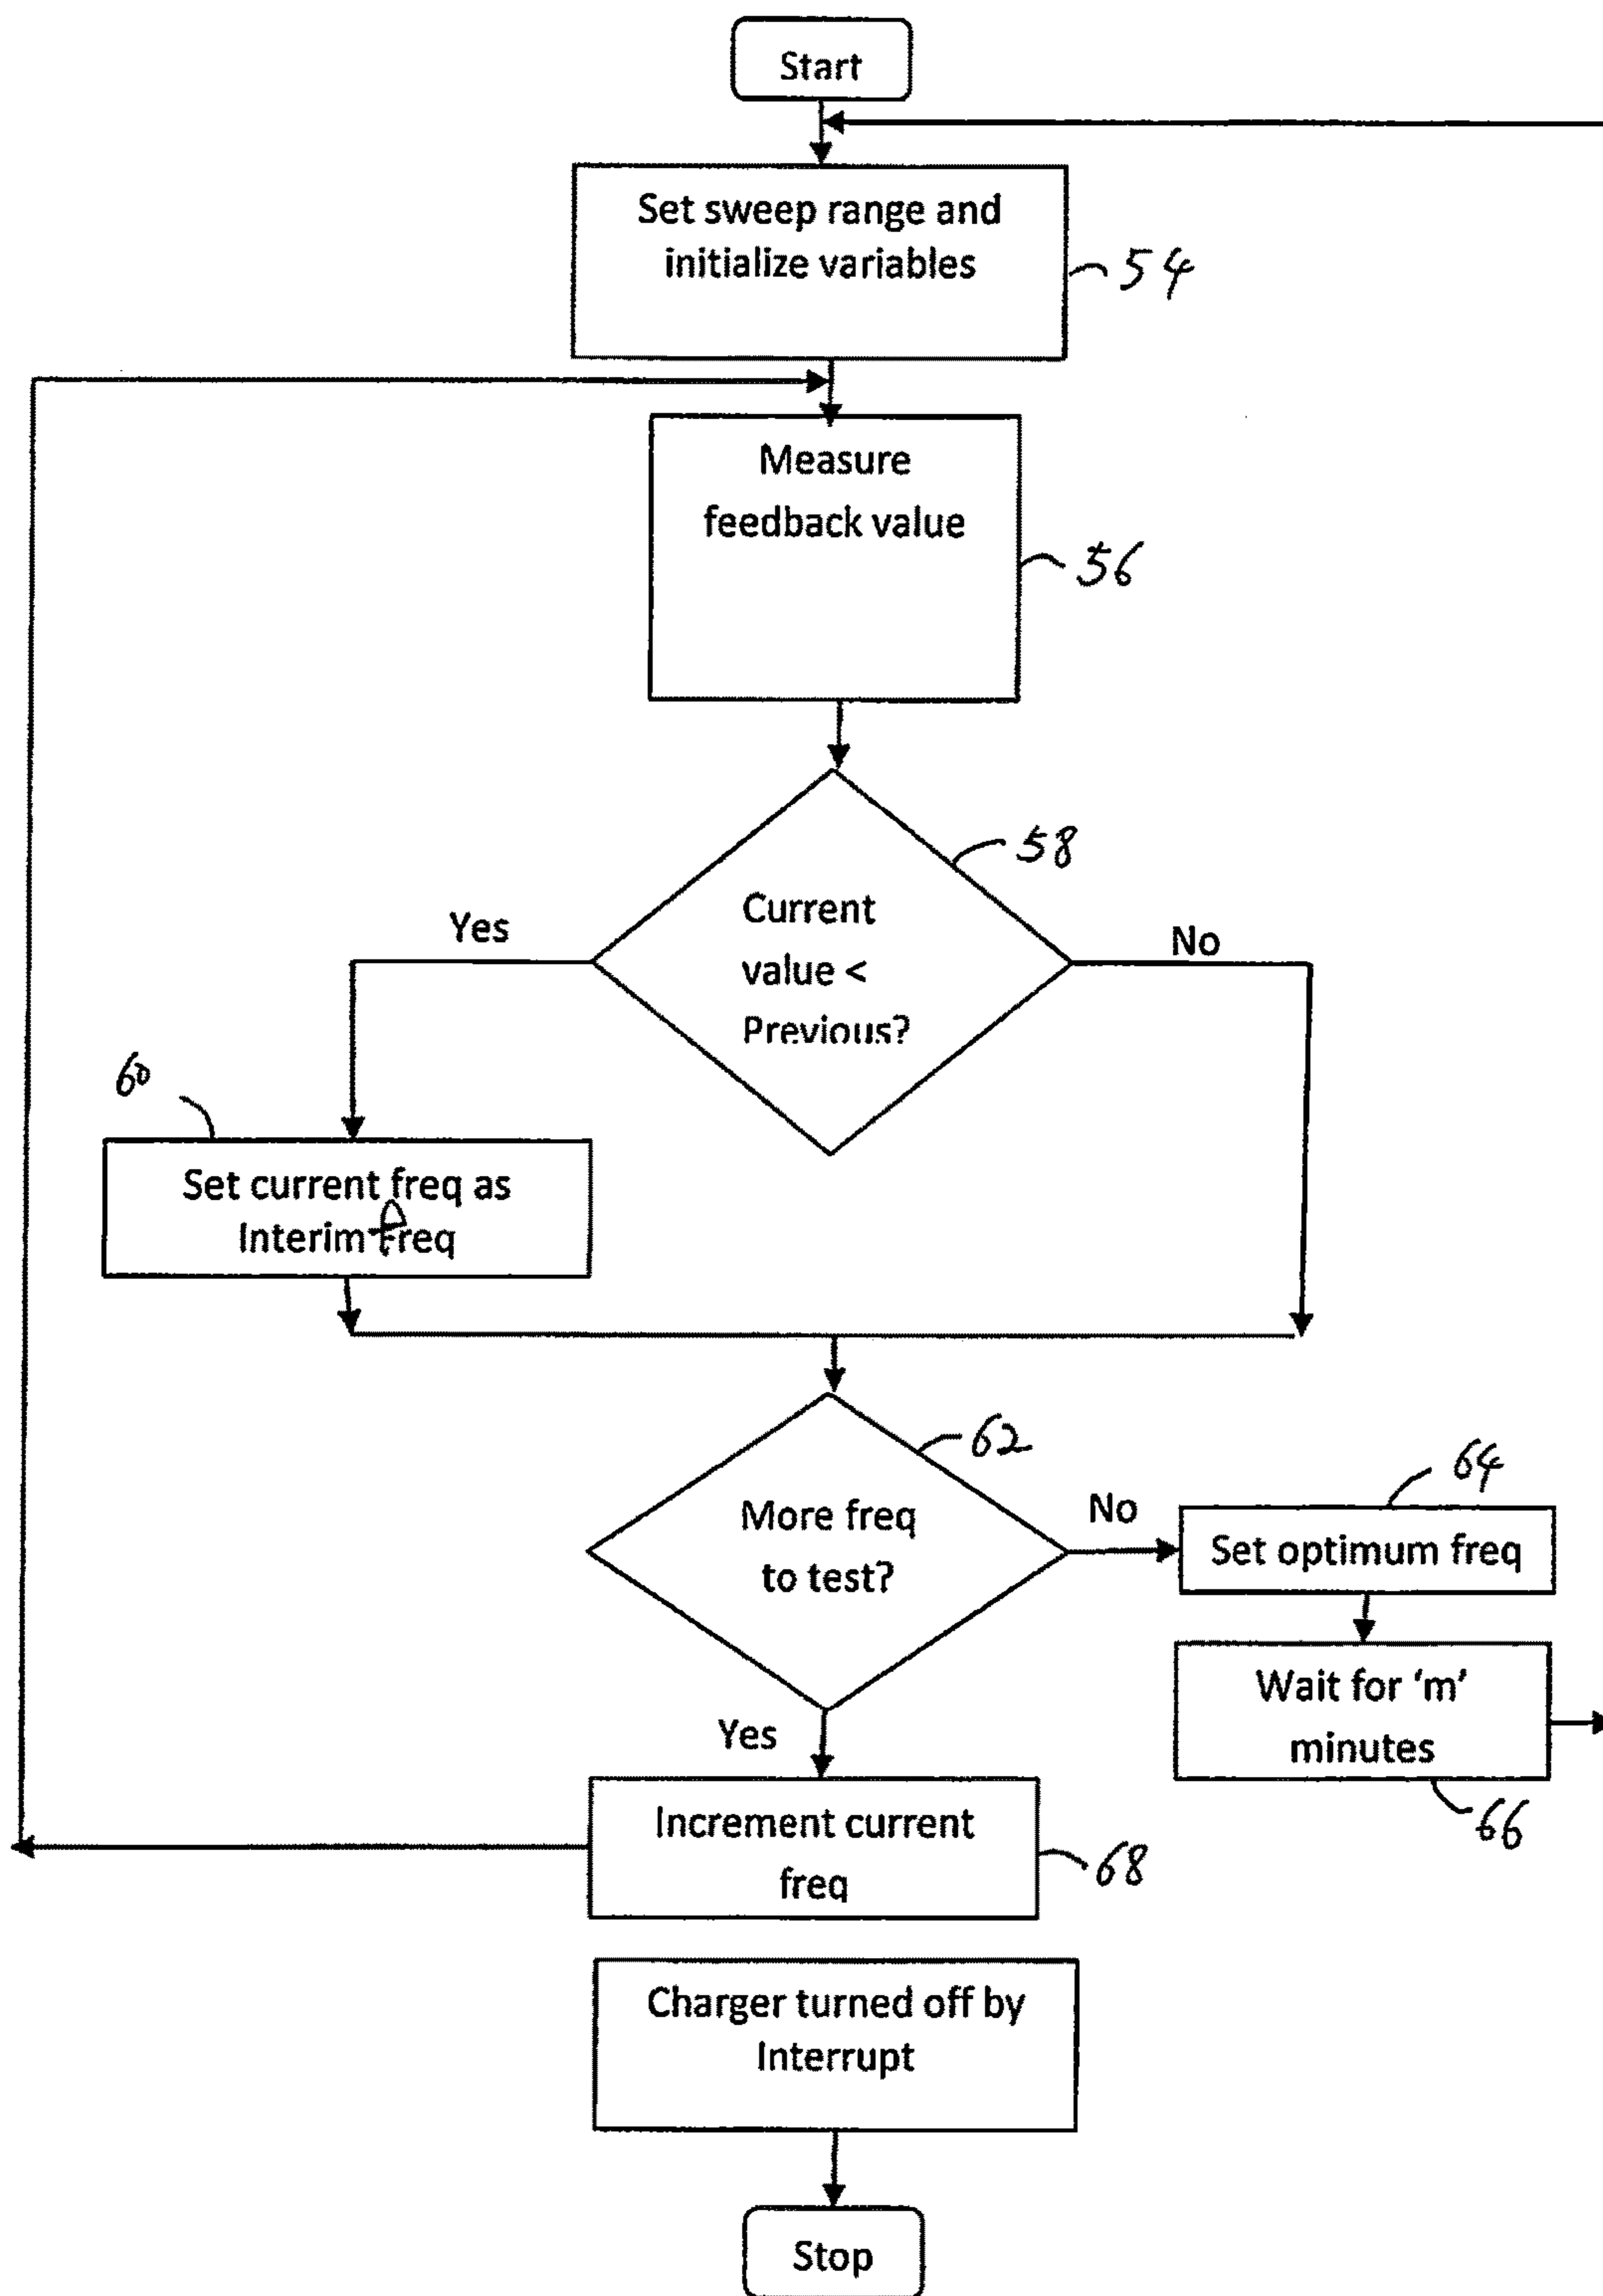 Start
Set sweep range and
initialize variables
54
Measure
feedback value
56
58
Current
value <
Previous?
Yes
No
60
Set current freq as
Interim freq
62
More freq
to test?
No
64
Set optimum freq
Wait for 'm'
minutes
66
Yes
Increment current
freq
68
Charger turned off by
Interrupt
Stop